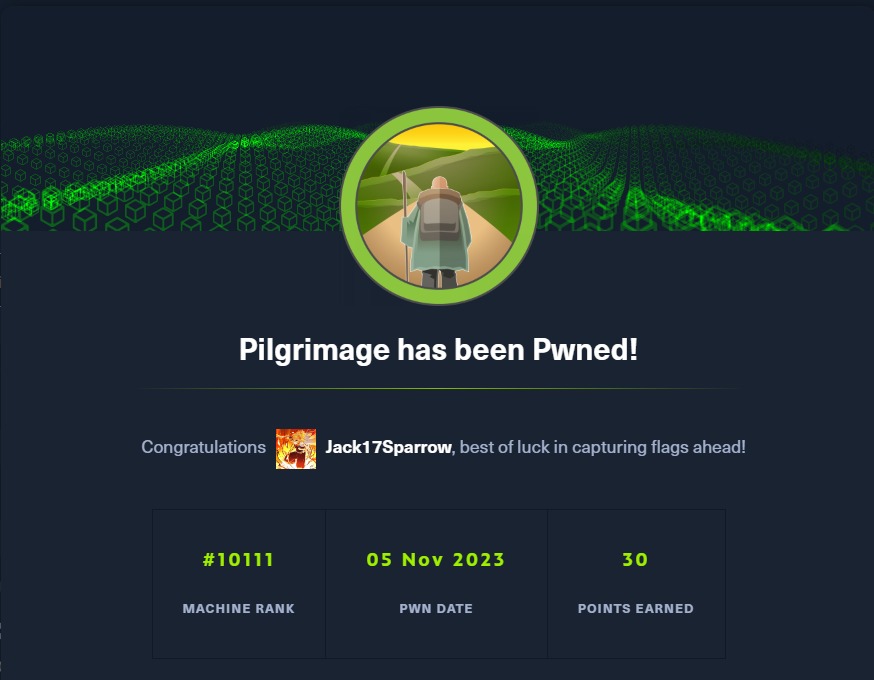 Pilgrimage has been Pwned!
Congratulations Jack17Sparrow, best of luck in capturing flags ahead!
#10111 05 Nov 2023 30
MACHINE RANK PWN DATE POINTS EARNED